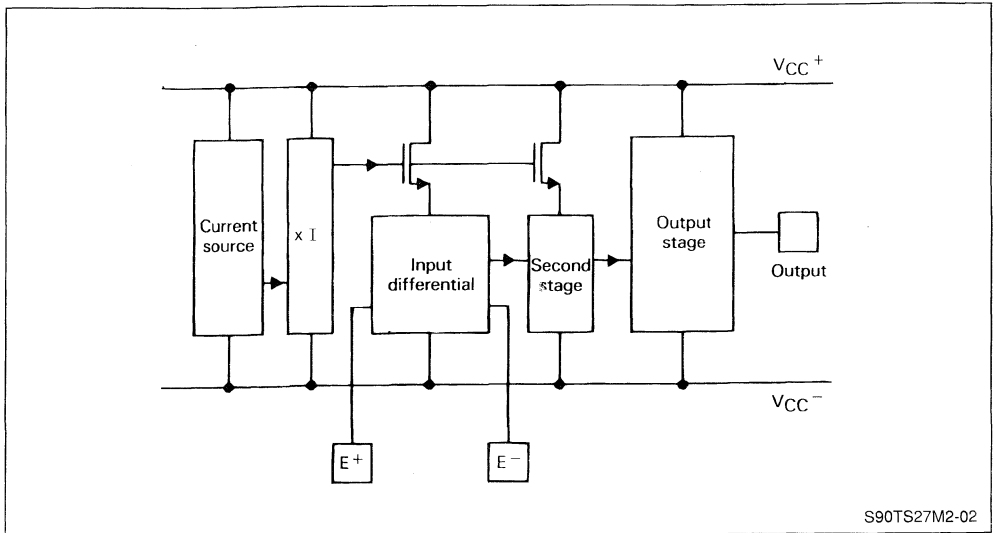 VCC+
Current
source
x I
Input
differential
Second
stage
Output
stage
Output
VCC−
E+
E−
S90TS27M2-02